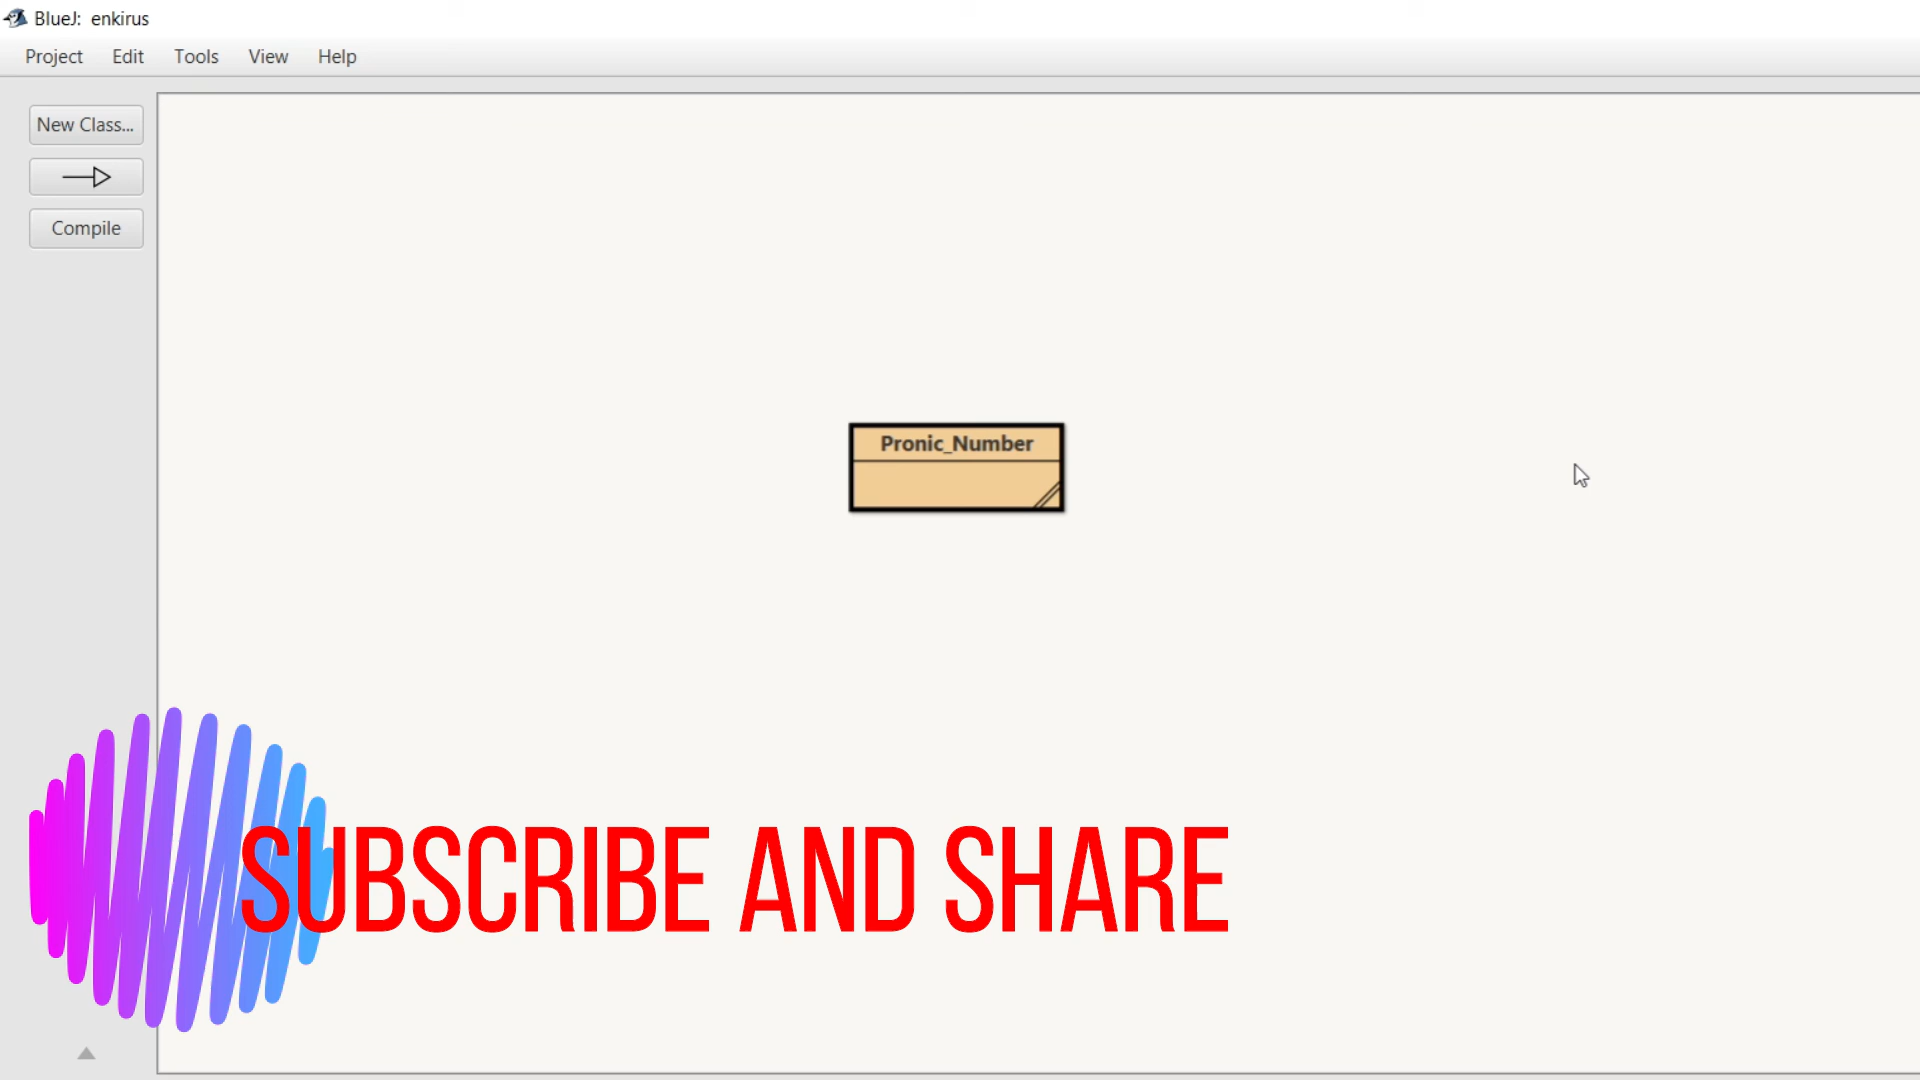 BlueJ: enkirus
Project Edit Tools View Help
New Class...
Compile
Pronic_Number
SUBSCRIBE AND SHARE